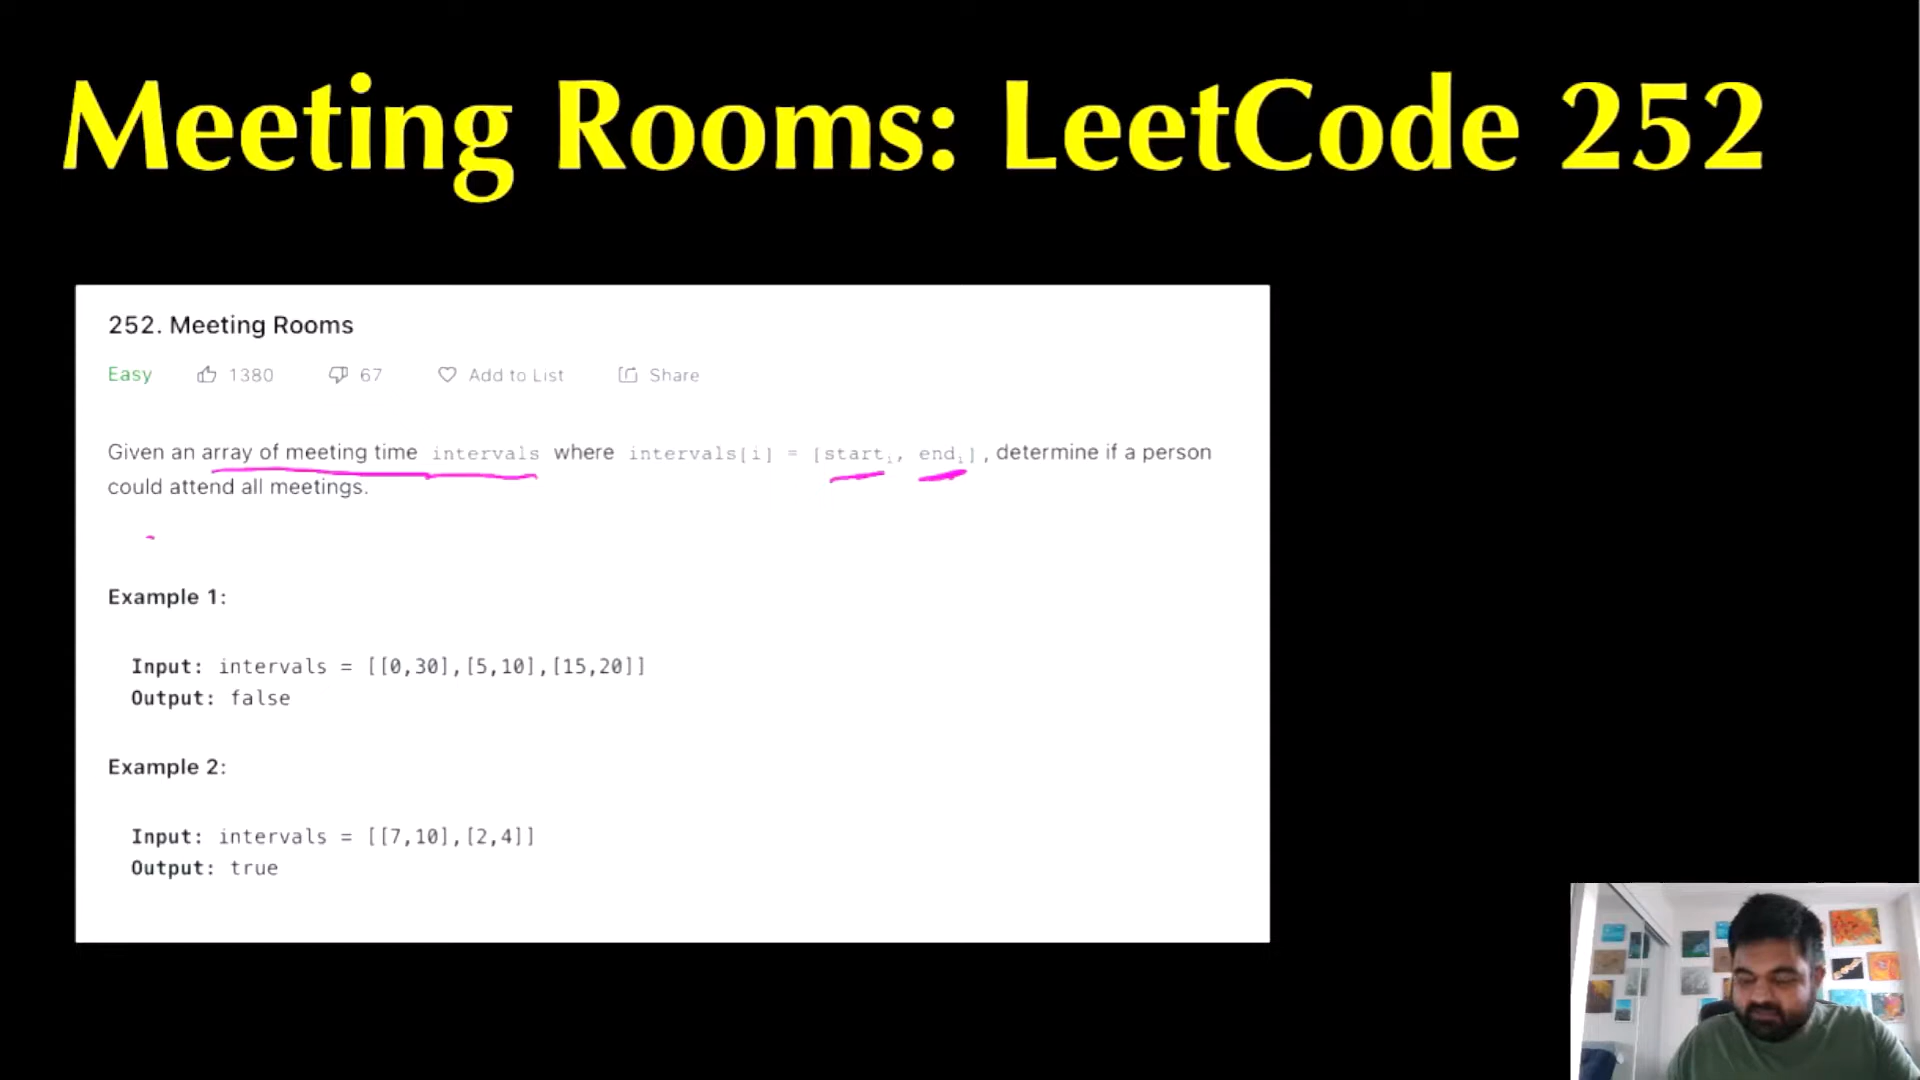 Meeting Rooms: LeetCode 252
252. Meeting Rooms
Easy 1380 67 Add to List Share
Given an array of meeting time intervals where intervals[i] = [starti, endi], determine if a person
could attend all meetings.
Example 1:
Input: intervals = [[0,30],[5,10],[15,20]]
Output: false
Example 2:
Input: intervals = [[7,10],[2,4]]
Output: true